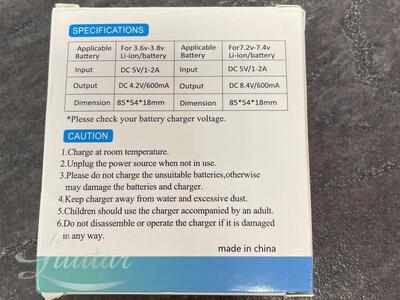 SPECIFICATIONS
Applicable Battery For 3.6v-3.8v Li-ion/battery Applicable Battery For7.2v-7.4v Li-ion/battery
Input DC 5V/1-2A Input DC 5V/1-2A
Output DC 4.2V/600mA Output DC 8.4V/600mA
Dimension 85*54*18mm Dimension 85*54*18mm
*Please check your battery charger voltage.
CAUTION
1.Charge at room temperature.
2.Unplug the power source when not in use.
3.Please do not charge the unsuitable batteries,otherwise
may damage the batteries and charger.
4.Keep charger away from water and excessive dust.
5.Children should use the charger accompanied by an adult.
6.Do not disassemble or operate the charger if it is damaged
in any way.
made in china
Luutar